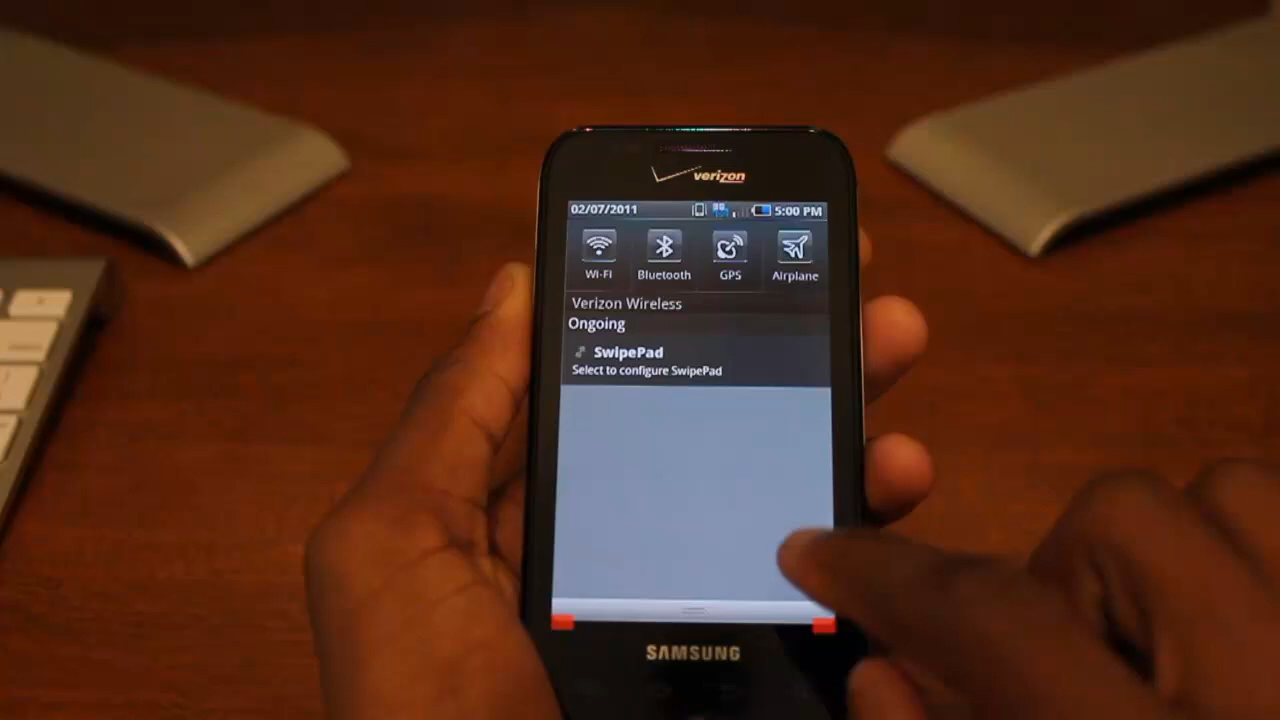 verizon
02/07/2011 3G 5:00 PM
Wi-Fi Bluetooth GPS Airplane
Verizon Wireless
Ongoing
SwipePad
Select to configure SwipePad
SAMSUNG